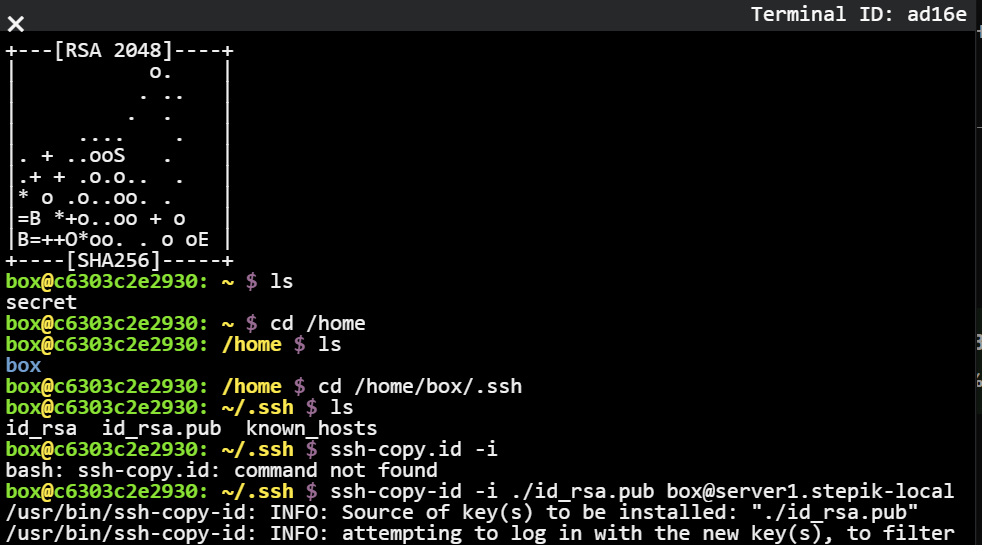 Terminal ID: ad16e
+---[RSA 2048]----+
|           o.    |
|          . ..   |
|         .  .    |
|     ....    .   |
|. + ..ooS   .    |
|.+ + .o.o..  .   |
|* o .o..oo. .    |
|=B *+o..oo + o   |
|B=++O*oo. . o oE |
+----[SHA256]-----+
box@c6303c2e2930: ~ $ ls
secret
box@c6303c2e2930: ~ $ cd /home
box@c6303c2e2930: /home $ ls
box
box@c6303c2e2930: /home $ cd /home/box/.ssh
box@c6303c2e2930: ~/.ssh $ ls
id_rsa  id_rsa.pub  known_hosts
box@c6303c2e2930: ~/.ssh $ ssh-copy.id -i
bash: ssh-copy.id: command not found
box@c6303c2e2930: ~/.ssh $ ssh-copy-id -i ./id_rsa.pub box@server1.stepik-local
/usr/bin/ssh-copy-id: INFO: Source of key(s) to be installed: "./id_rsa.pub"
/usr/bin/ssh-copy-id: INFO: attempting to log in with the new key(s), to filter